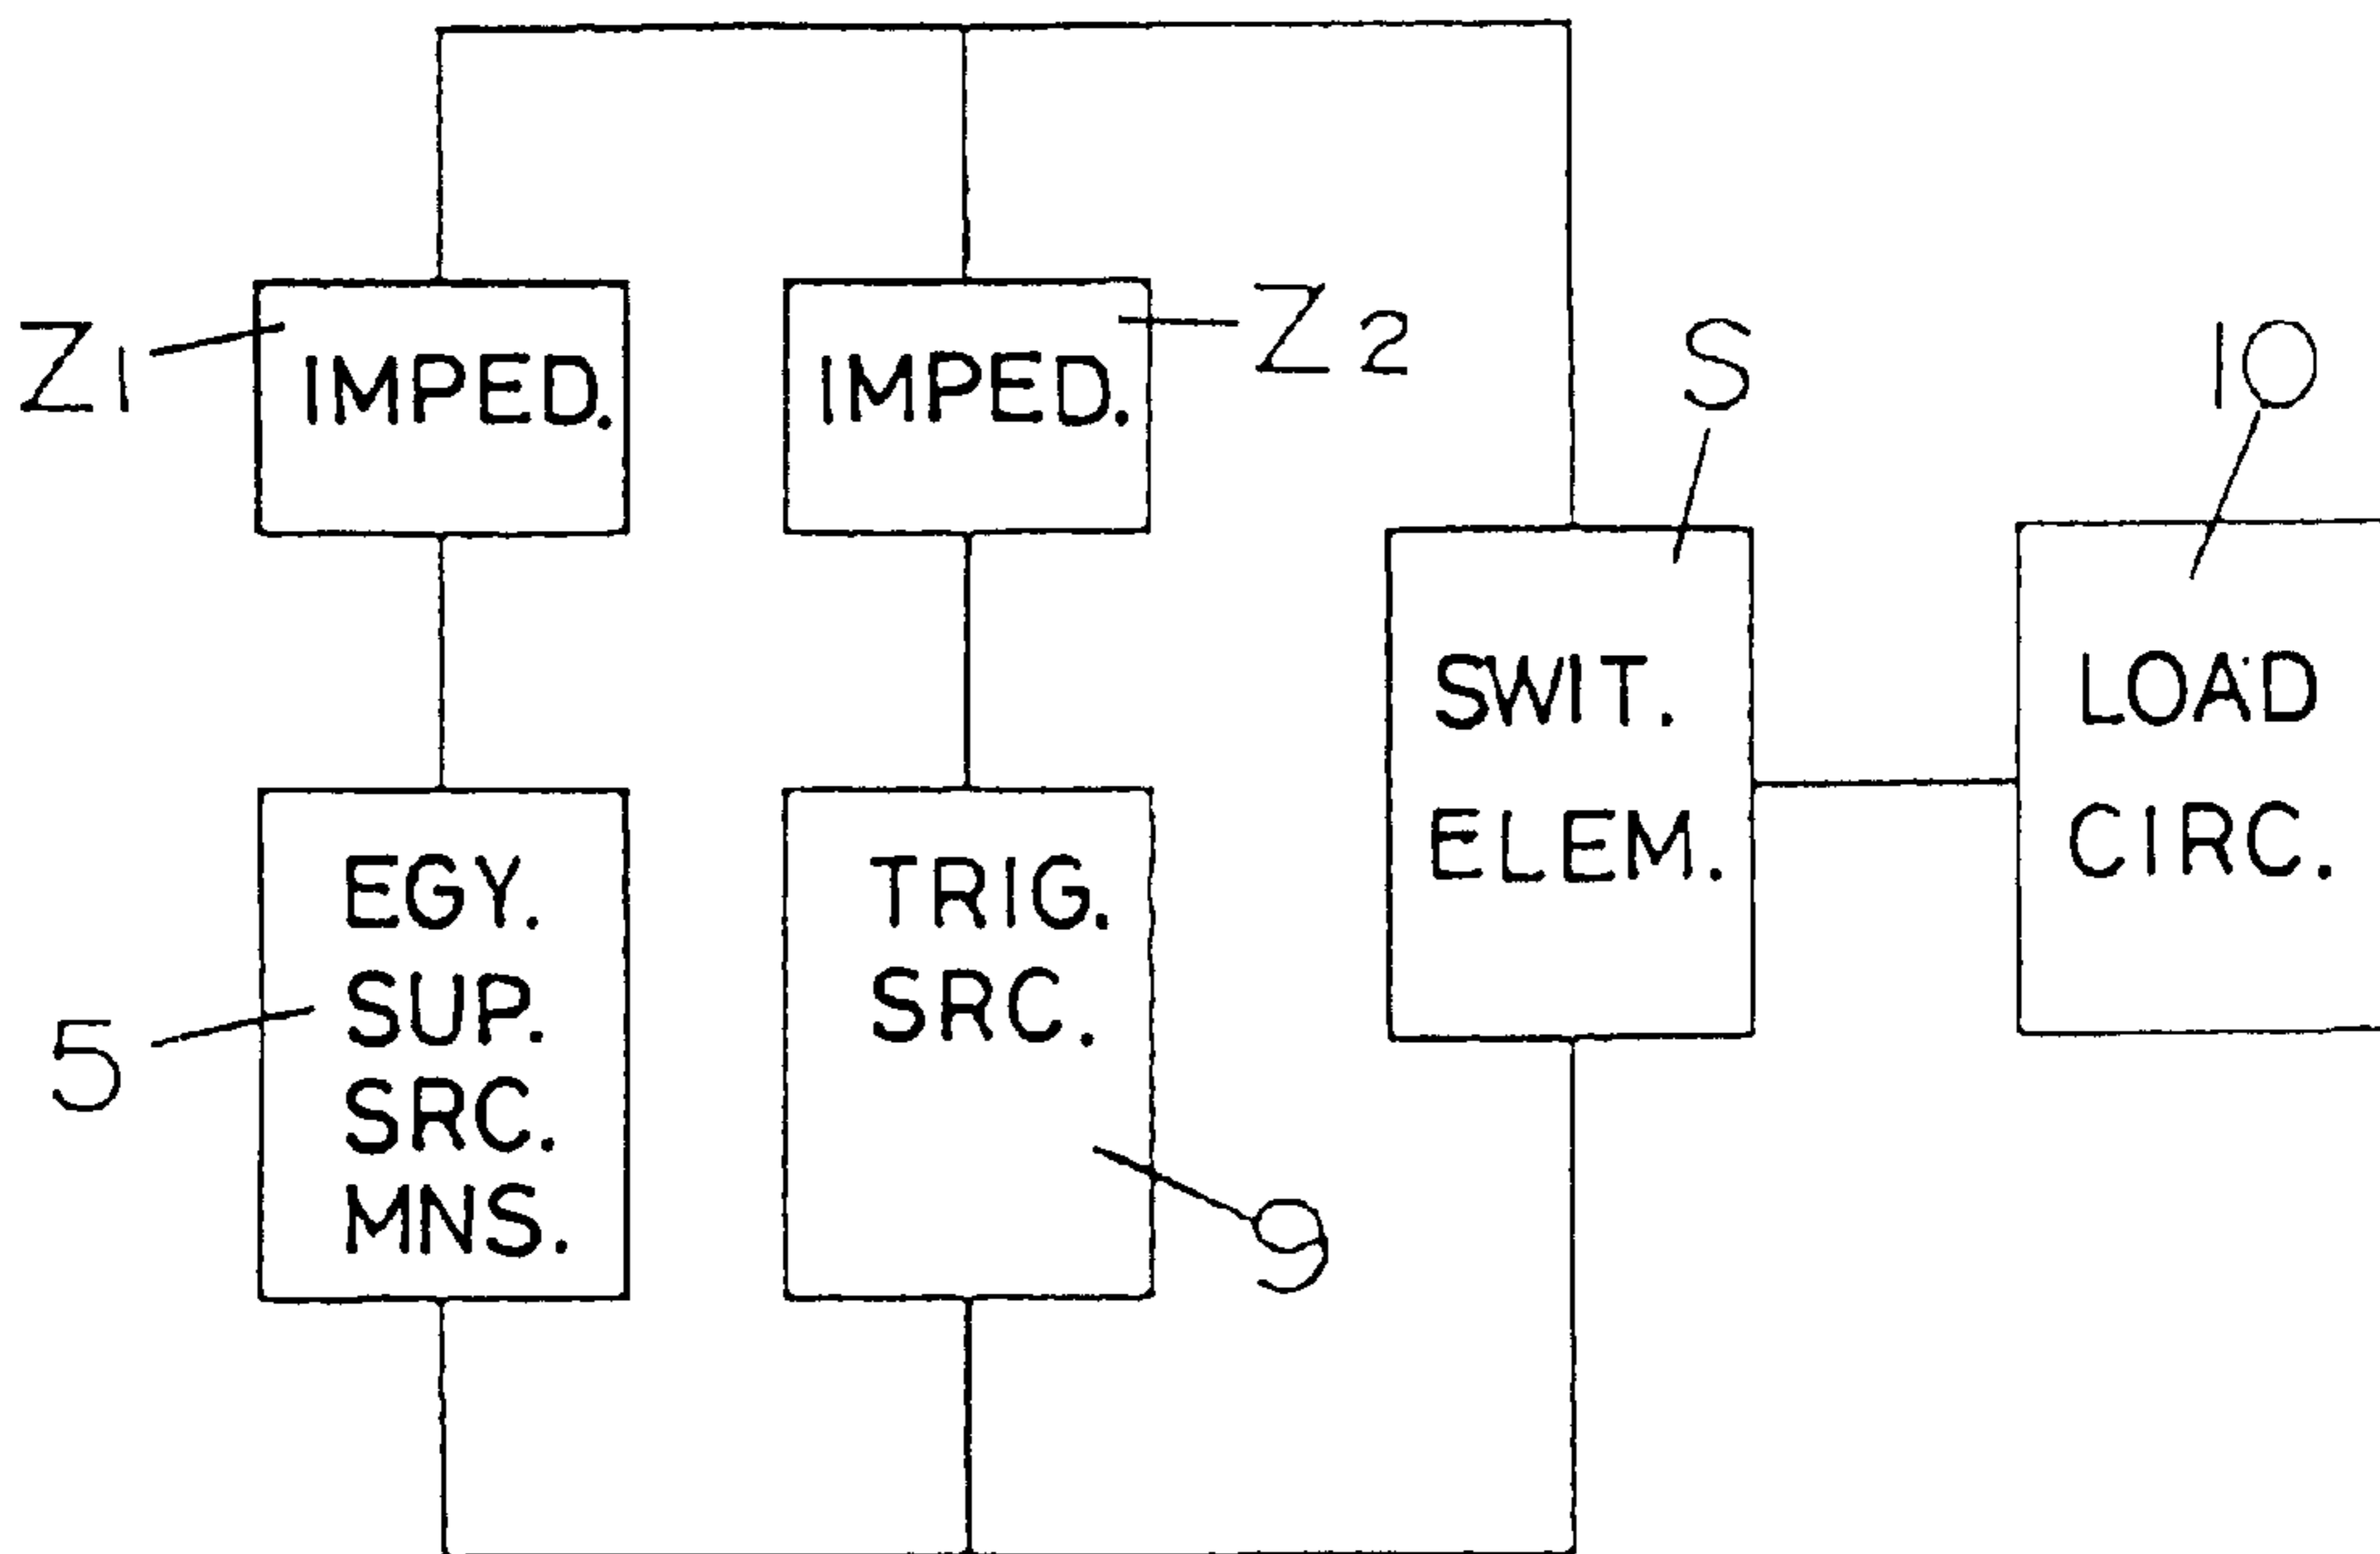 Z1
IMPED.
IMPED.
Z2
S
10
SWIT.
ELEM.
LOAD
CIRC.
5
EGY.
SUP.
SRC.
MNS.
TRIG.
SRC.
9